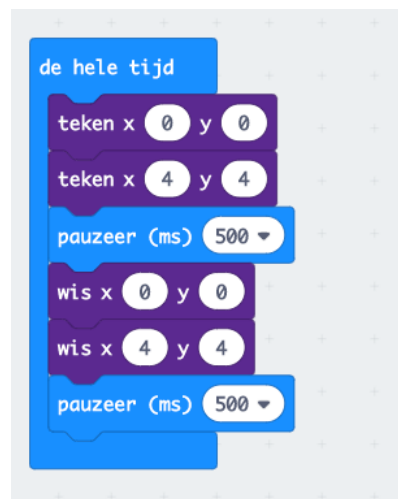 de hele tijd
teken x 0 y 0
teken x 4 y 4
pauzeer (ms) 500
wis x 0 y 0
wis x 4 y 4
pauzeer (ms) 500